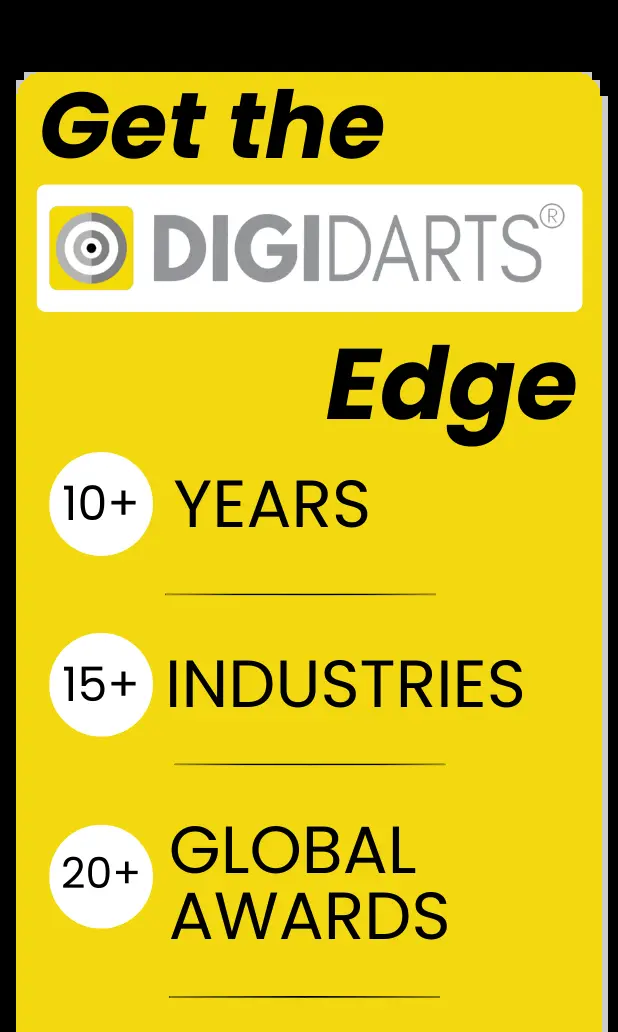 Get the
DIGIDARTS®
Edge
10+ YEARS
15+ INDUSTRIES
20+ GLOBAL
AWARDS